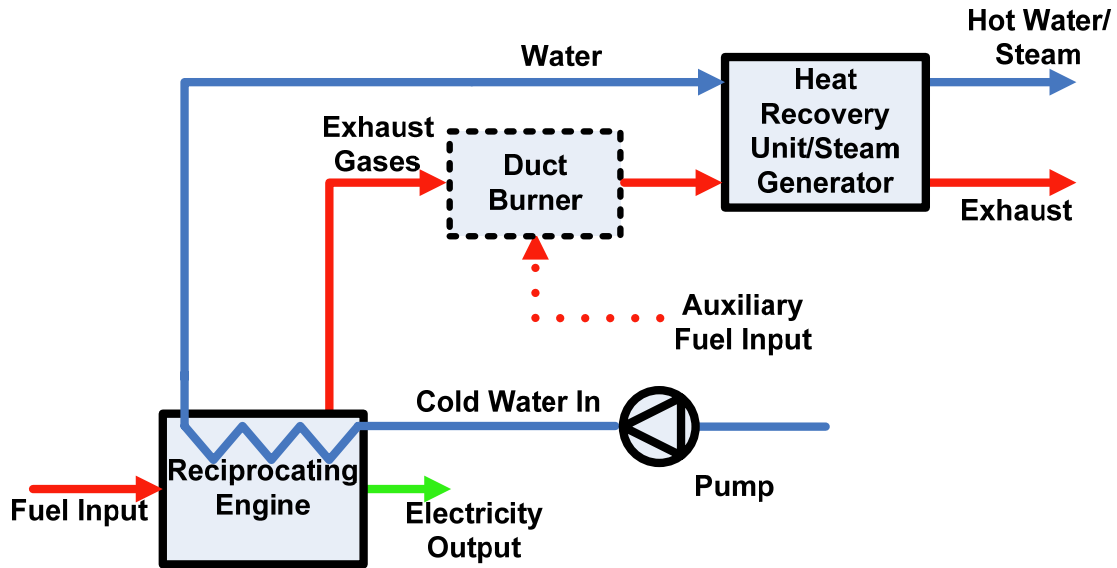 Hot Water/
Steam
Water
Heat
Recovery
Unit/Steam
Generator
Exhaust
Gases
Duct
Burner
Exhaust
Auxiliary
Fuel Input
Cold Water In
Reciprocating
Engine
Pump
Fuel Input
Electricity
Output